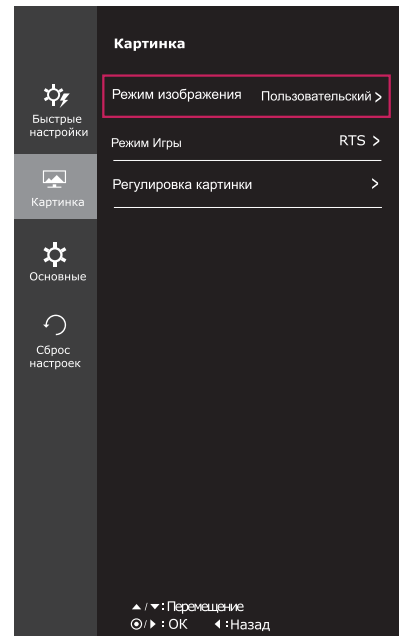 Картинка
Режим изображения Пользовательский >
Быстрые
настройки
Режим Игры RTS >
Картинка
Регулировка картинки >
Основные
Сброс
настроек
▲/▼:Перемещение
◉/▶ : OK ◀ :Назад